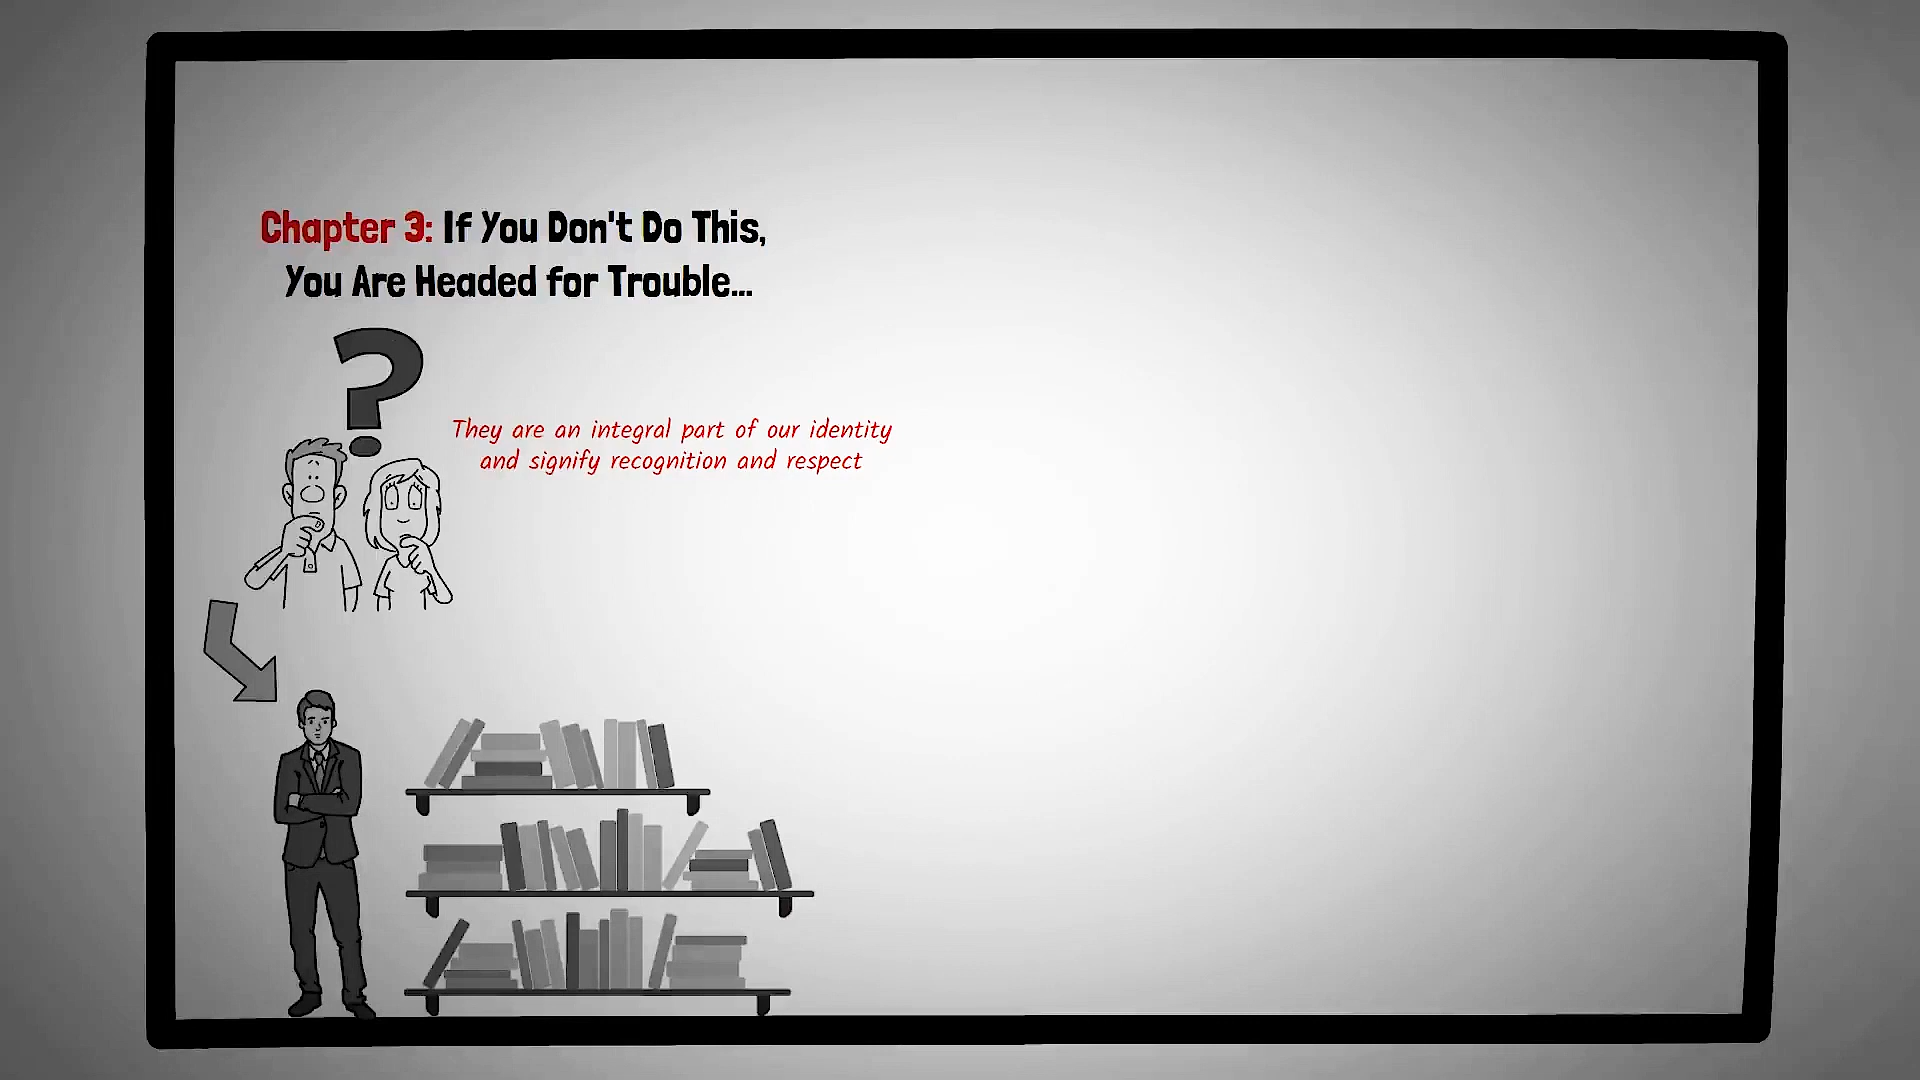 Chapter 3: If You Don't Do This,
You Are Headed for Trouble...
?
They are an integral part of our identity
and signify recognition and respect